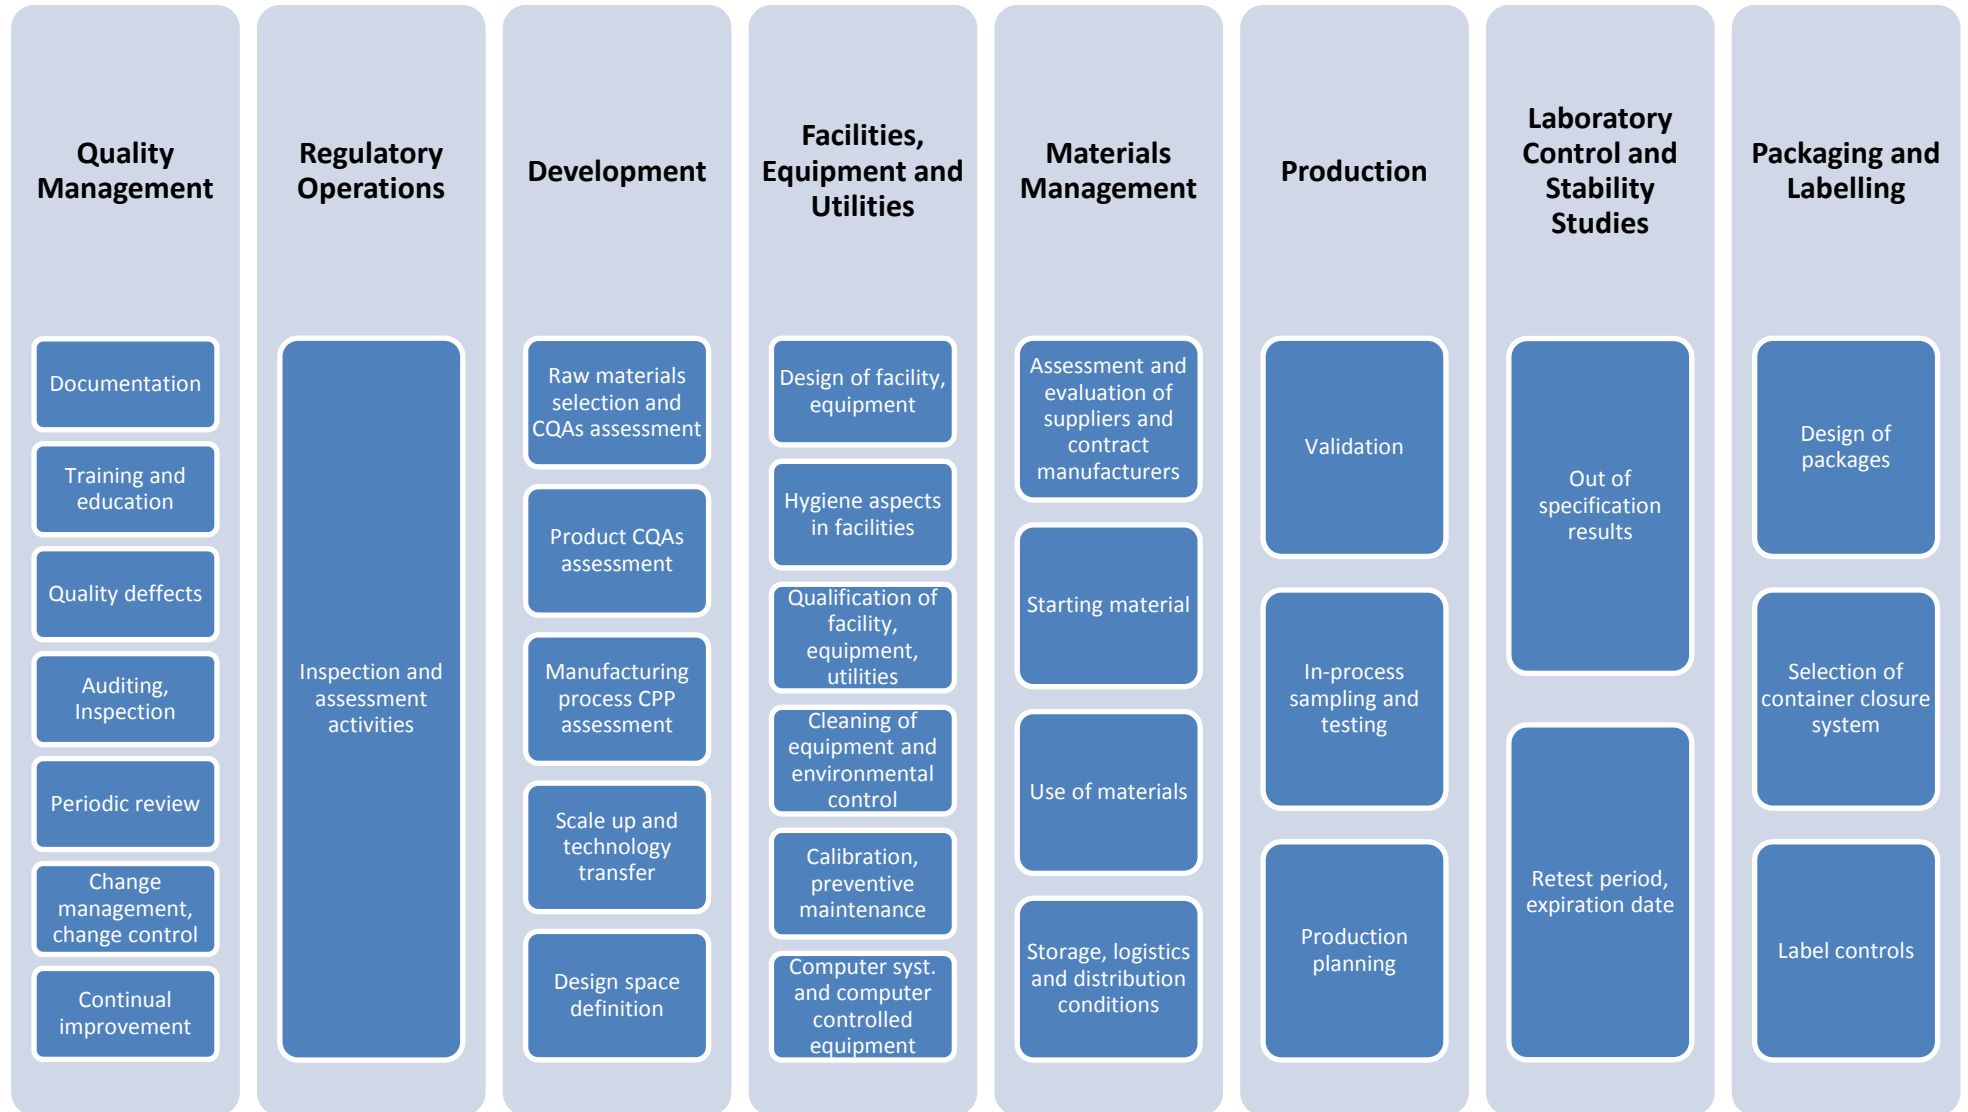 Quality
Management
Documentation
Training and
education
Quality deffects
Auditing,
Inspection
Periodic review
Change
management,
change control
Continual
improvement
Regulatory
Operations
Inspection and
assessment
activities
Development
Raw materials
selection and
CQAs assessment
Product CQAs
assessment
Manufacturing
process CPP
assessment
Scale up and
technology
transfer
Design space
definition
Facilities,
Equipment and
Utilities
Design of facility,
equipment
Hygiene aspects
in facilities
Qualification of
facility,
equipment,
utilities
Cleaning of
equipment and
environmental
control
Calibration,
preventive
maintenance
Computer syst.
and computer
controlled
equipment
Materials
Management
Assessment and
evaluation of
suppliers and
contract
manufacturers
Starting material
Use of materials
Storage, logistics
and distribution
conditions
Production
Validation
In-process
sampling and
testing
Production
planning
Laboratory
Control and
Stability
Studies
Out of
specification
results
Retest period,
expiration date
Packaging and
Labelling
Design of
packages
Selection of
container closure
system
Label controls